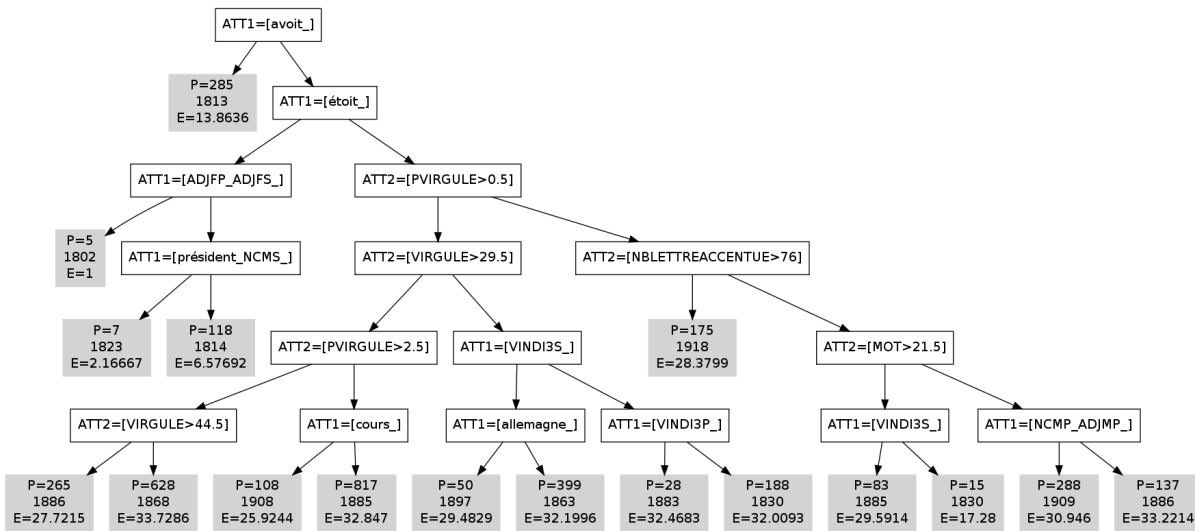 ATT1=[avoit_]
P=285
1813
E=13.8636
ATT1=[étoit_]
ATT1=[ADJFP_ADJFS_]
ATT2=[PVIRGULE>0.5]
P=5
1802
E=1
ATT1=[président_NCMS_]
ATT2=[VIRGULE>29.5]
ATT2=[NBLETTREACCENTUE>76]
P=7
1823
E=2.16667
P=118
1814
E=6.57692
ATT2=[PVIRGULE>2.5]
ATT1=[VINDI3S_]
P=175
1918
E=28.3799
ATT2=[MOT>21.5]
ATT2=[VIRGULE>44.5]
ATT1=[cours_]
ATT1=[allemagne_]
ATT1=[VINDI3P_]
ATT1=[VINDI3S_]
ATT1=[NCMP_ADJMP_]
P=265
1886
E=27.7215
P=628
1868
E=33.7286
P=108
1908
E=25.9244
P=817
1885
E=32.847
P=50
1897
E=29.4829
P=399
1863
E=32.1996
P=28
1883
E=32.4683
P=188
1830
E=32.0093
P=83
1885
E=29.5914
P=15
1830
E=17.28
P=288
1909
E=30.946
P=137
1886
E=33.2214